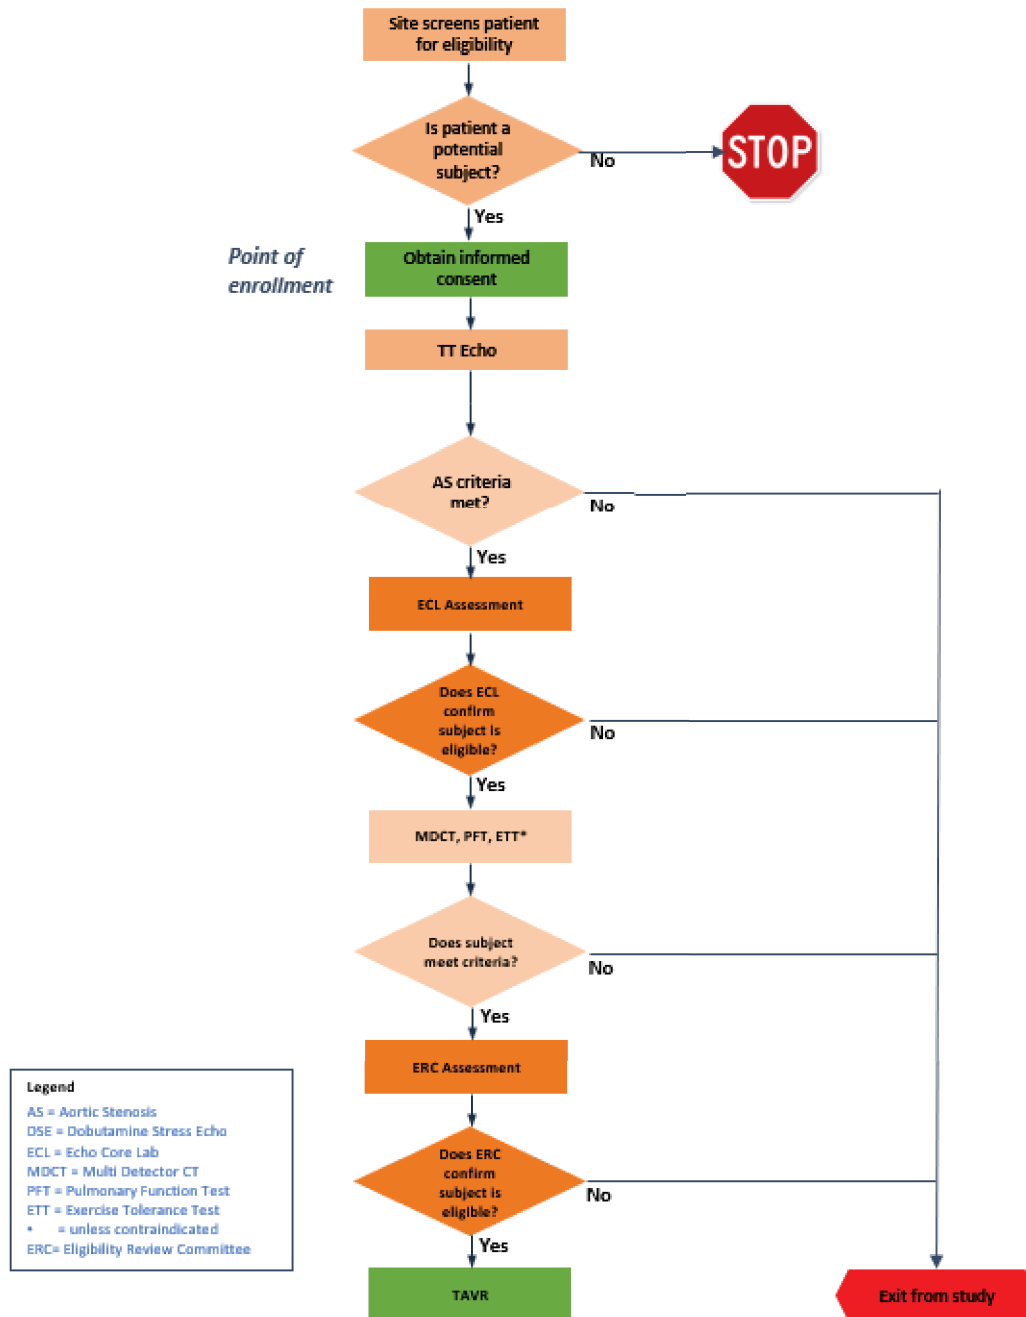 Site screens patient
for eligibility
Is patient a
potential
subject?
No
STOP
Yes
Point of
enrollment
Obtain informed
consent
TT Echo
AS criteria
met?
No
Yes
ECL Assessment
Does ECL
confirm
subject is
eligible?
No
Yes
MDCT, PFT, ETT*
Does subject
meet criteria?
No
Yes
ERC Assessment
Does ERC
confirm
subject is
eligible?
No
Yes
TAVR
Exit from study
Legend
AS = Aortic Stenosis
DSE = Dobutamine Stress Echo
ECL = Echo Core Lab
MDCT = Multi Detector CT
PFT = Pulmonary Function Test
ETT = Exercise Tolerance Test
* = unless contraindicated
ERC= Eligibility Review Committee